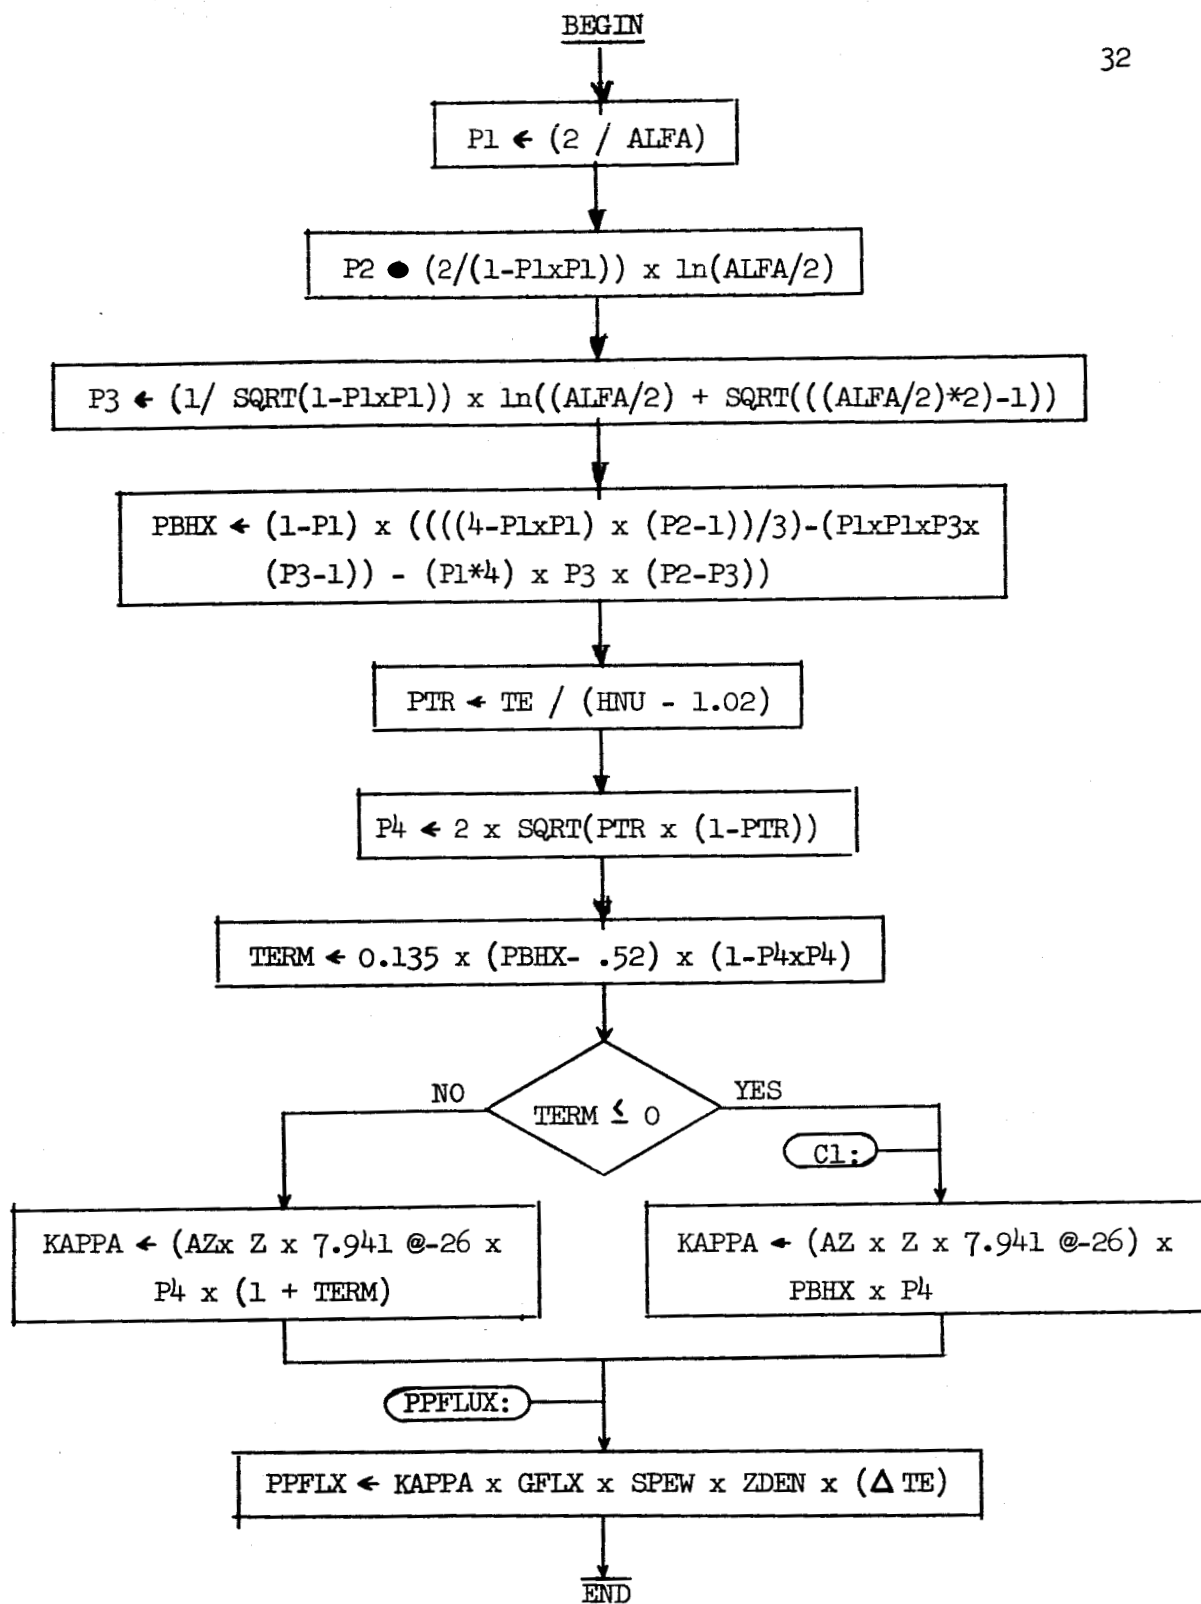 BEGIN
32
P1 ← (2 / ALFA)
P2 ● (2/(1-P1xP1)) x ln(ALFA/2)
P3 ← (1/ SQRT(1-P1xP1)) x ln((ALFA/2) + SQRT(((ALFA/2)*2)-1))
PBHX ← (1-P1) x ((((4-P1xP1) x (P2-1))/3)-(P1xP1xP3x
(P3-1)) - (P1*4) x P3 x (P2-P3))
PTR ← TE / (HNU - 1.02)
P4 ← 2 x SQRT(PTR x (1-PTR))
TERM ← 0.135 x (PBHX- .52) x (1-P4xP4)
NO
YES
TERM ≤ 0
C1:
KAPPA ← (AZx Z x 7.941 @-26 x
P4 x (1 + TERM)
KAPPA ← (AZ x Z x 7.941 @-26) x
PBHX x P4
PPFLUX:
PPFLX ← KAPPA x GFLX x SPEW x ZDEN x (Δ TE)
END